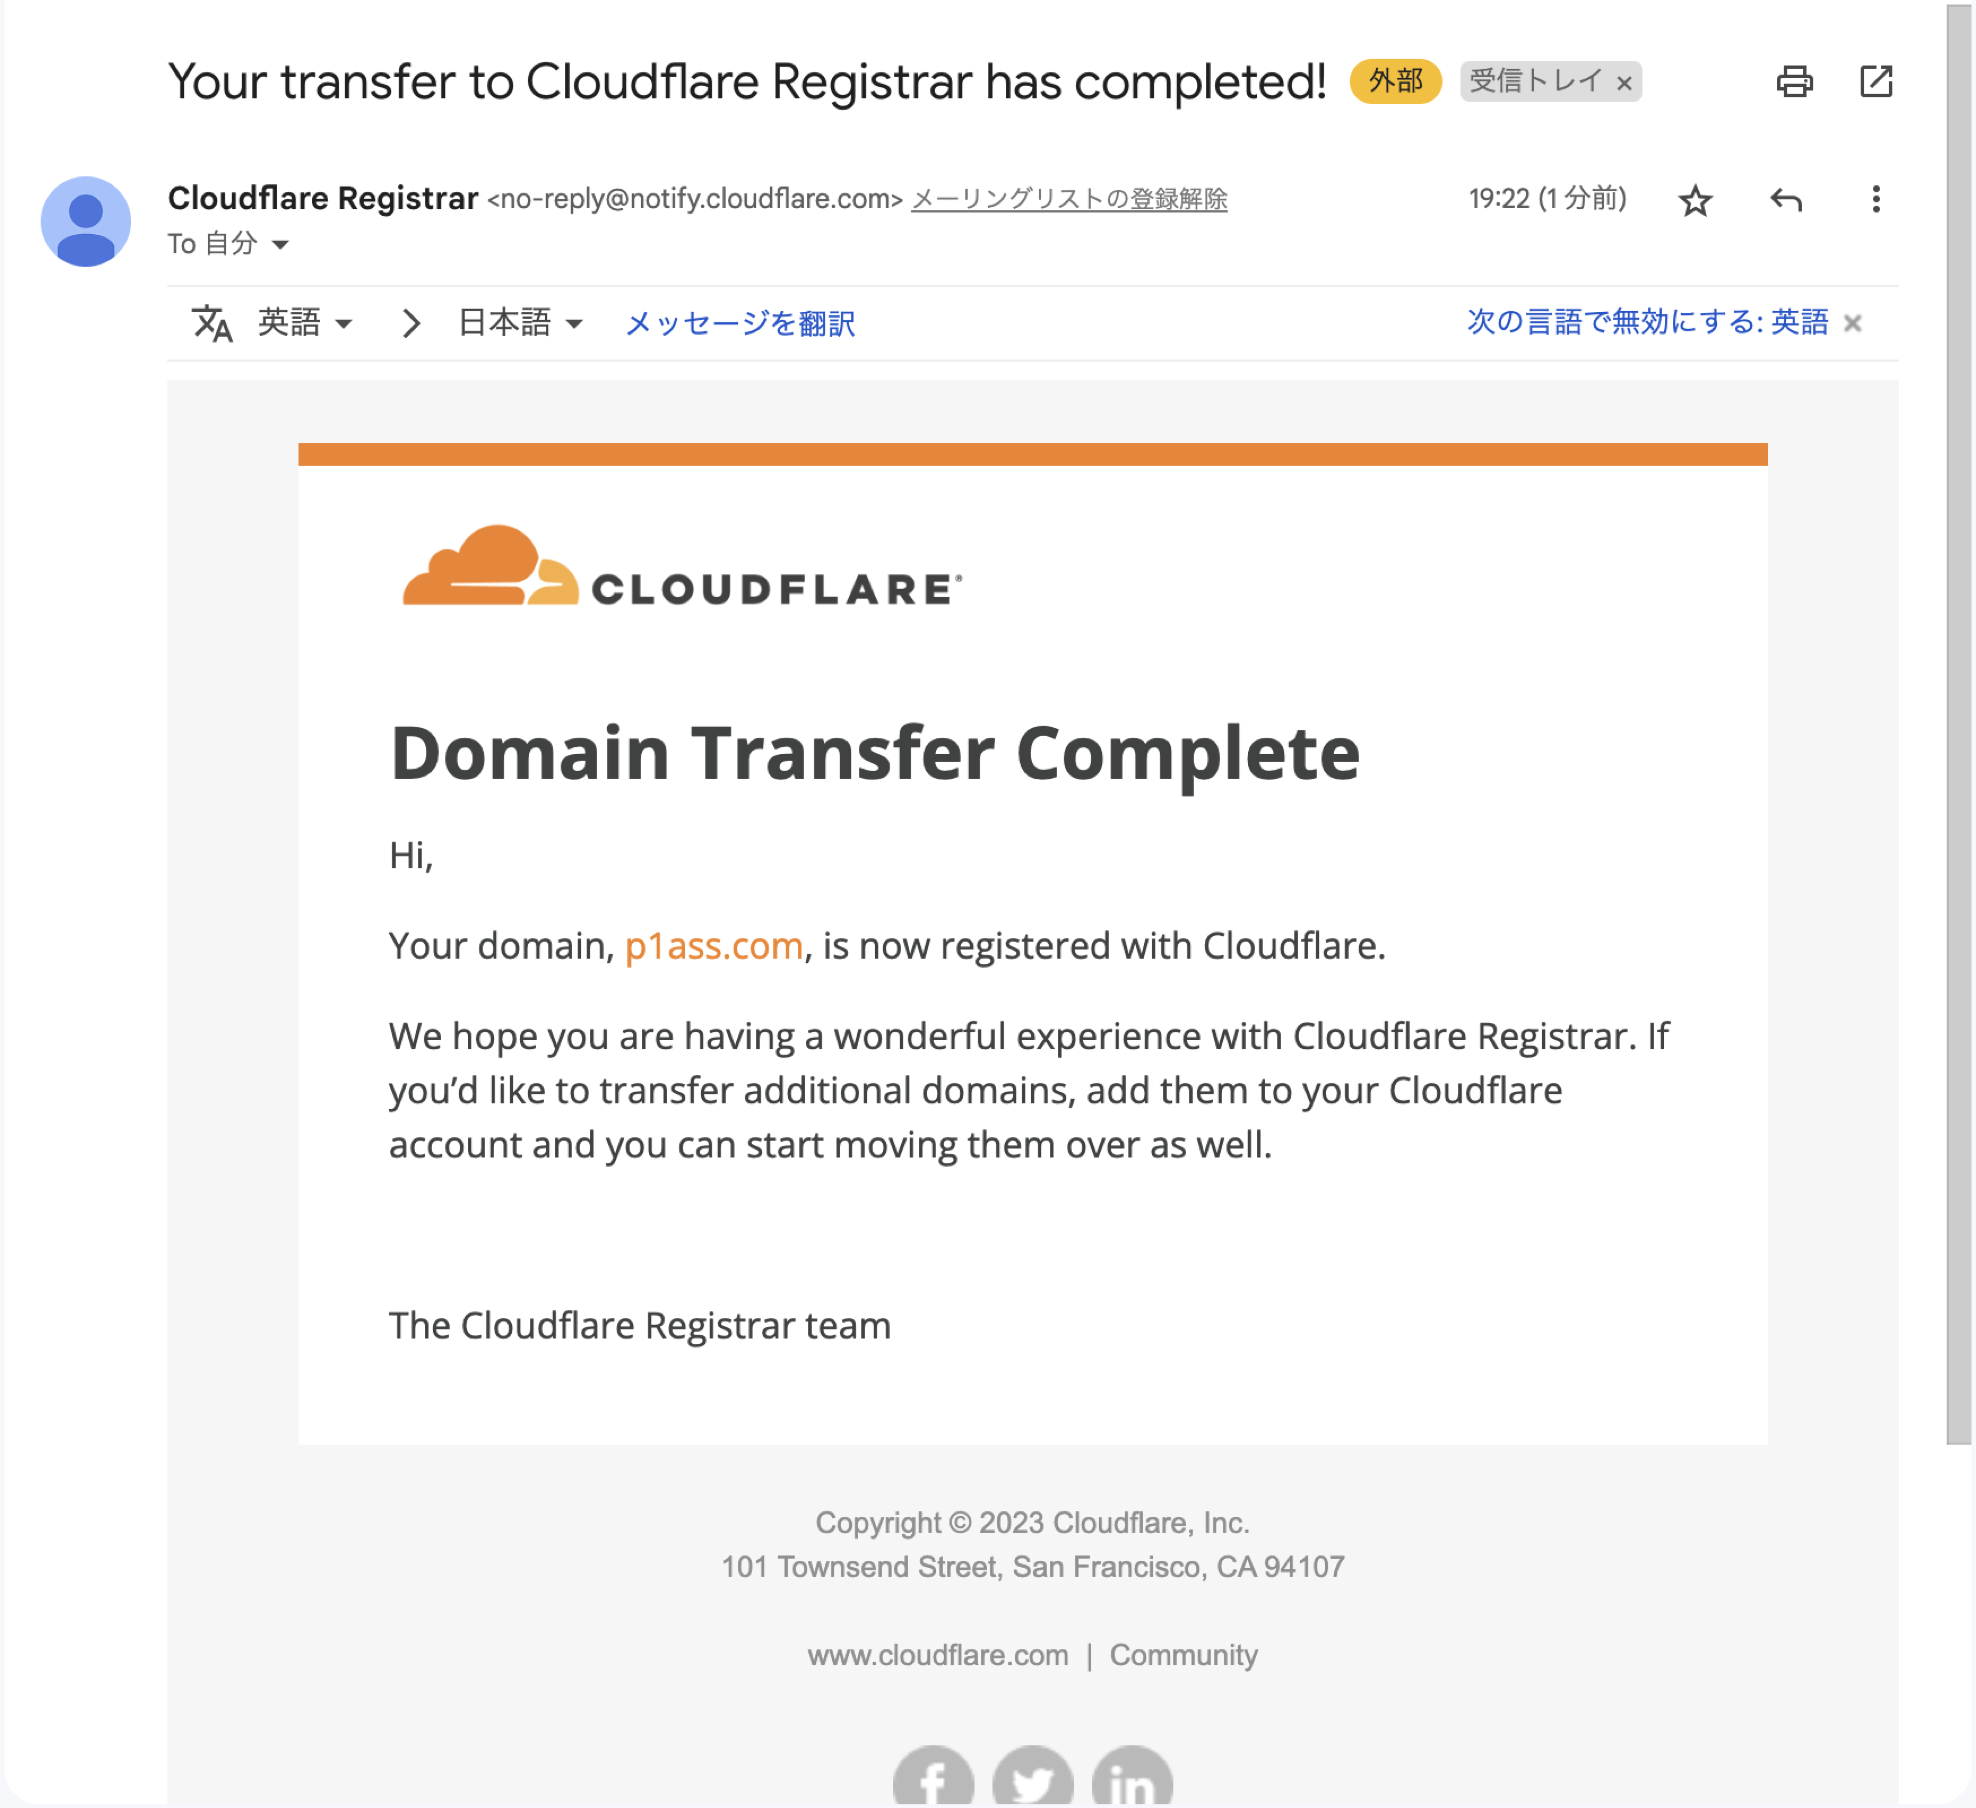 Your transfer to Cloudflare Registrar has completed! 外部 受信トレイ ×
Cloudflare Registrar <no-reply@notify.cloudflare.com> メーリングリストの登録解除 19:22 (1 分前)
To 自分
英語 日本語 メッセージを翻訳 次の言語で無効にする: 英語 ×
CLOUDFLARE®
Domain Transfer Complete
Hi,
Your domain, p1ass.com, is now registered with Cloudflare.
We hope you are having a wonderful experience with Cloudflare Registrar. If
you’d like to transfer additional domains, add them to your Cloudflare
account and you can start moving them over as well.
The Cloudflare Registrar team
Copyright © 2023 Cloudflare, Inc.
101 Townsend Street, San Francisco, CA 94107
www.cloudflare.com | Community